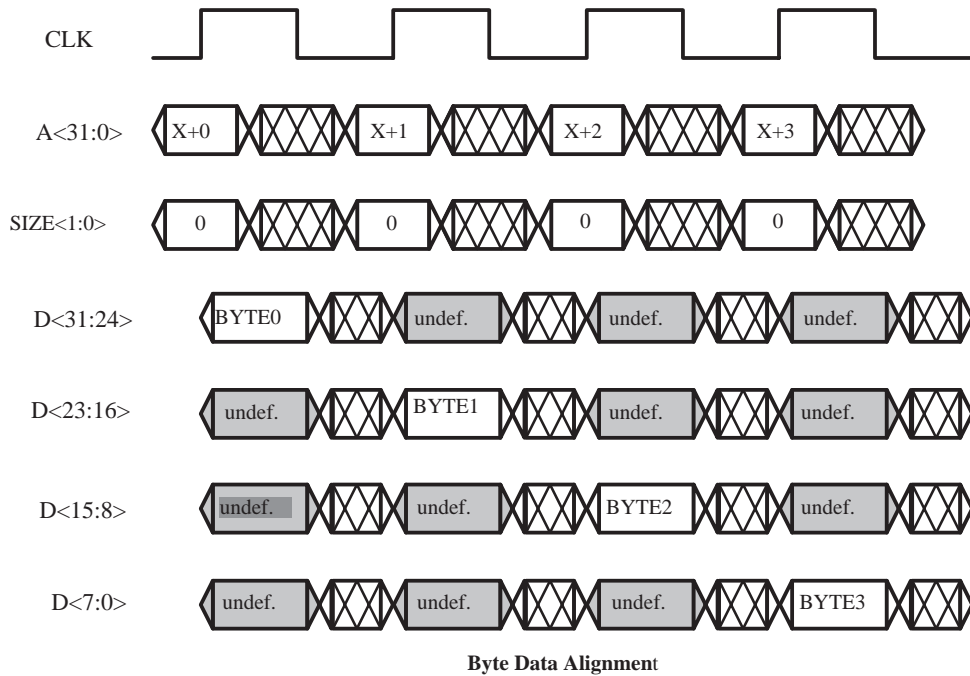 CLK
A<31:0> X+0 X+1 X+2 X+3
SIZE<1:0> 0 0 0 0
D<31:24> BYTE0 undef. undef. undef.
D<23:16> undef. BYTE1 undef. undef.
D<15:8> undef. undef. BYTE2 undef.
D<7:0> undef. undef. undef. BYTE3
Byte Data Alignment